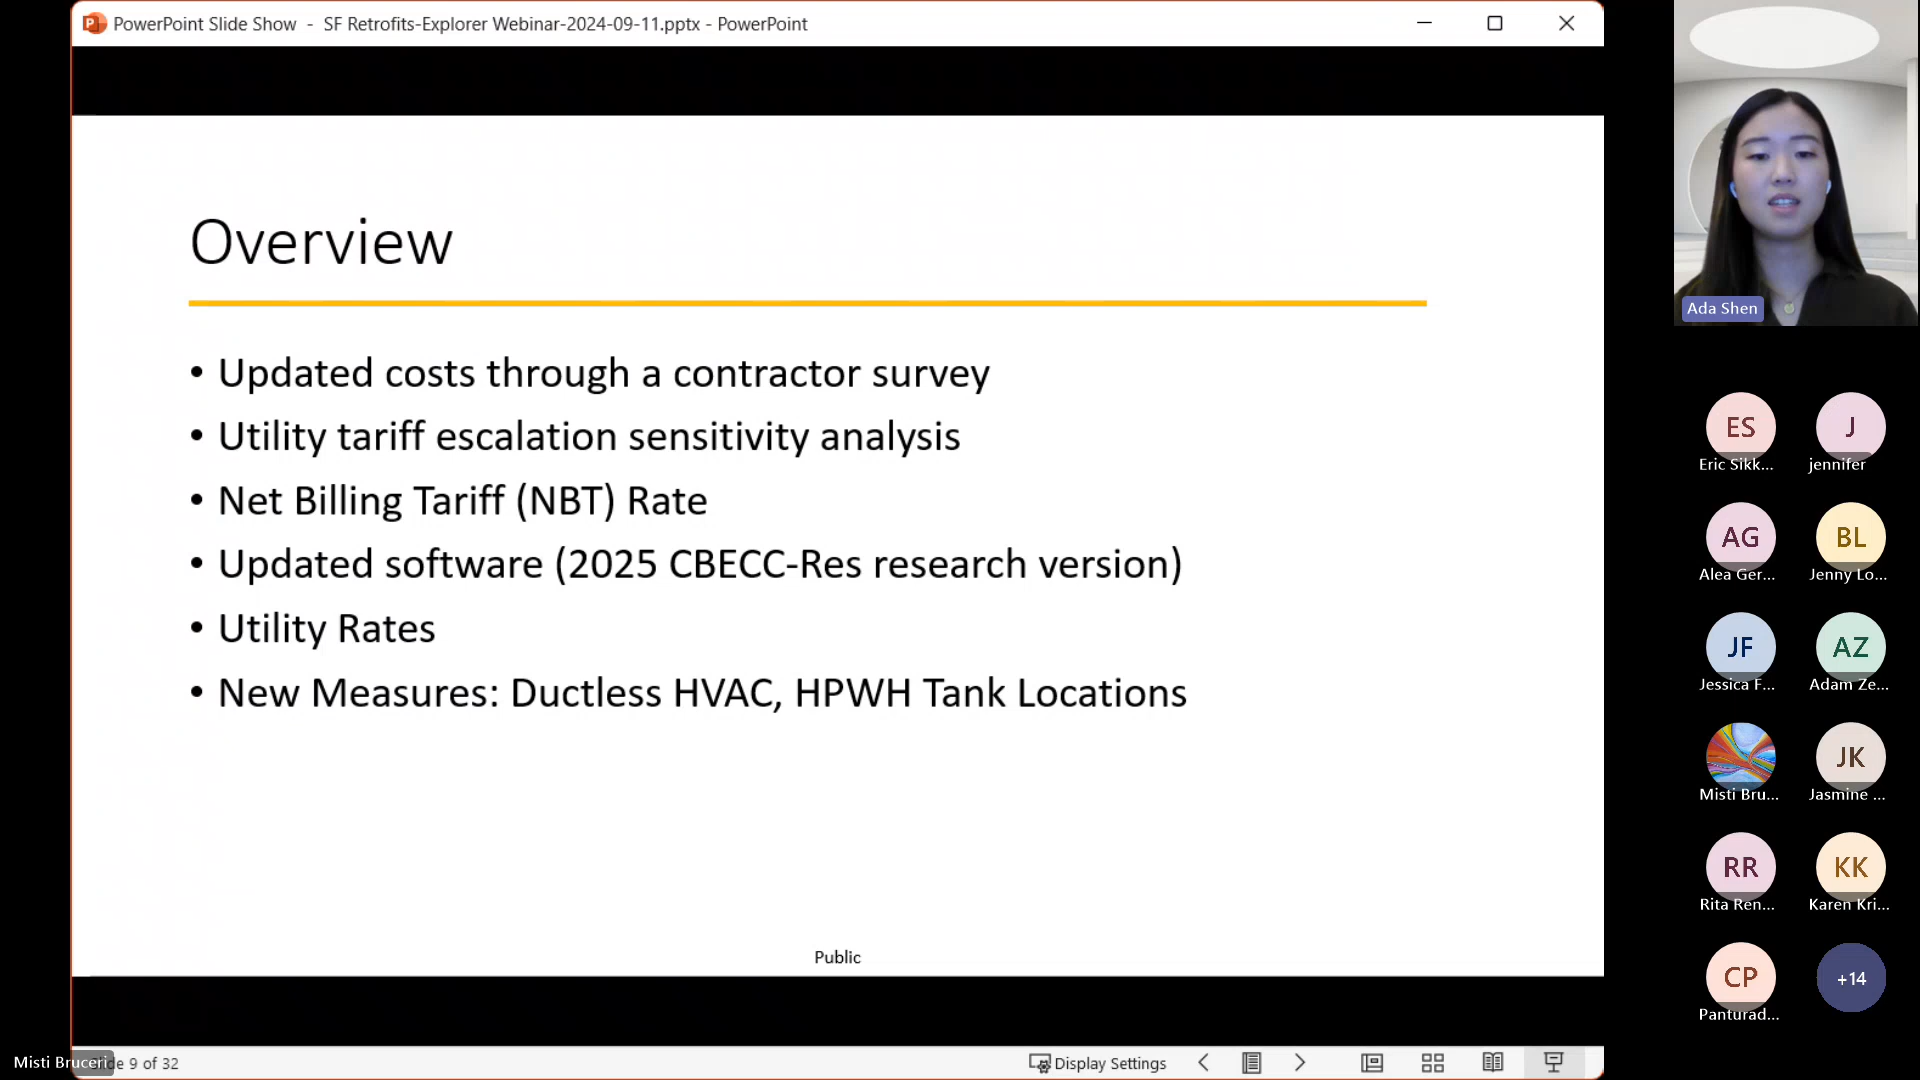 PowerPoint Slide Show - SF Retrofits-Explorer Webinar-2024-09-11.pptx - PowerPoint
Overview
• Updated costs through a contractor survey
• Utility tariff escalation sensitivity analysis
• Net Billing Tariff (NBT) Rate
• Updated software (2025 CBECC-Res research version)
• Utility Rates
• New Measures: Ductless HVAC, HPWH Tank Locations
Public
Misti Bruceri
9 of 32
Display Settings
Ada Shen
ES
J
Eric Sikk...
jennifer
AG
BL
Alea Ger...
Jenny Lo...
JF
AZ
Jessica F...
Adam Ze...
JK
Misti Bru...
Jasmine ...
RR
KK
Rita Ren...
Karen Kri...
CP
+14
Panturad...